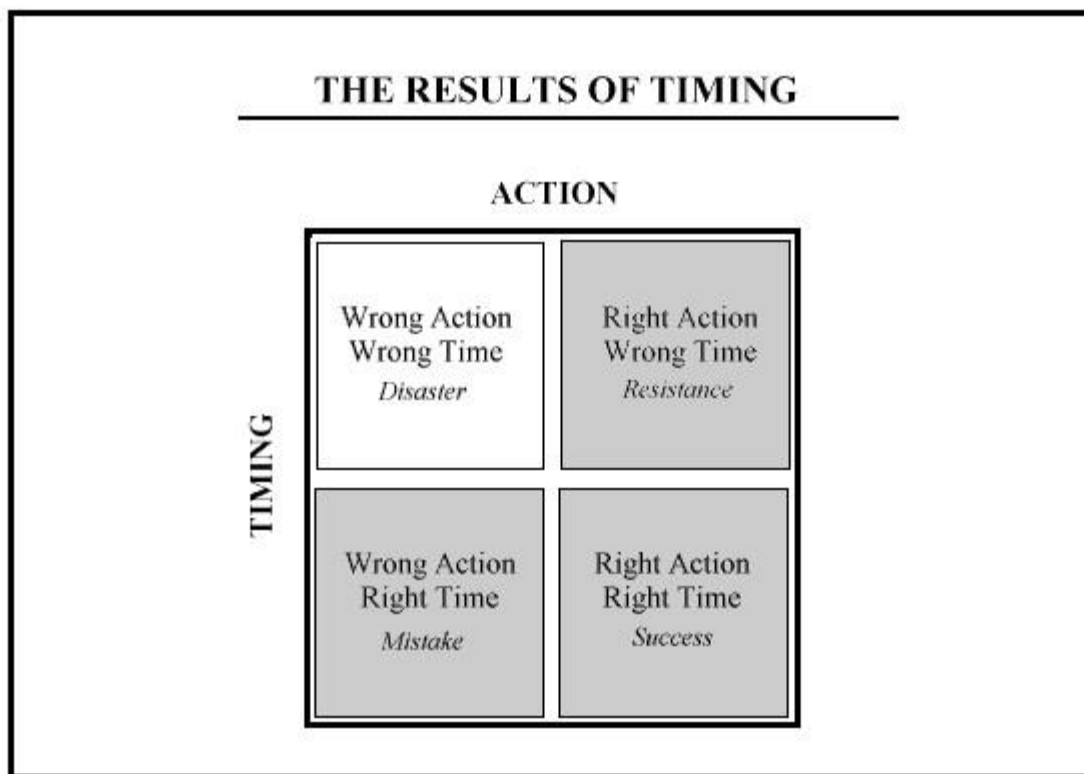 THE RESULTS OF TIMING
ACTION
TIMING
Wrong Action
Wrong Time
Disaster
Right Action
Wrong Time
Resistance
Wrong Action
Right Time
Mistake
Right Action
Right Time
Success